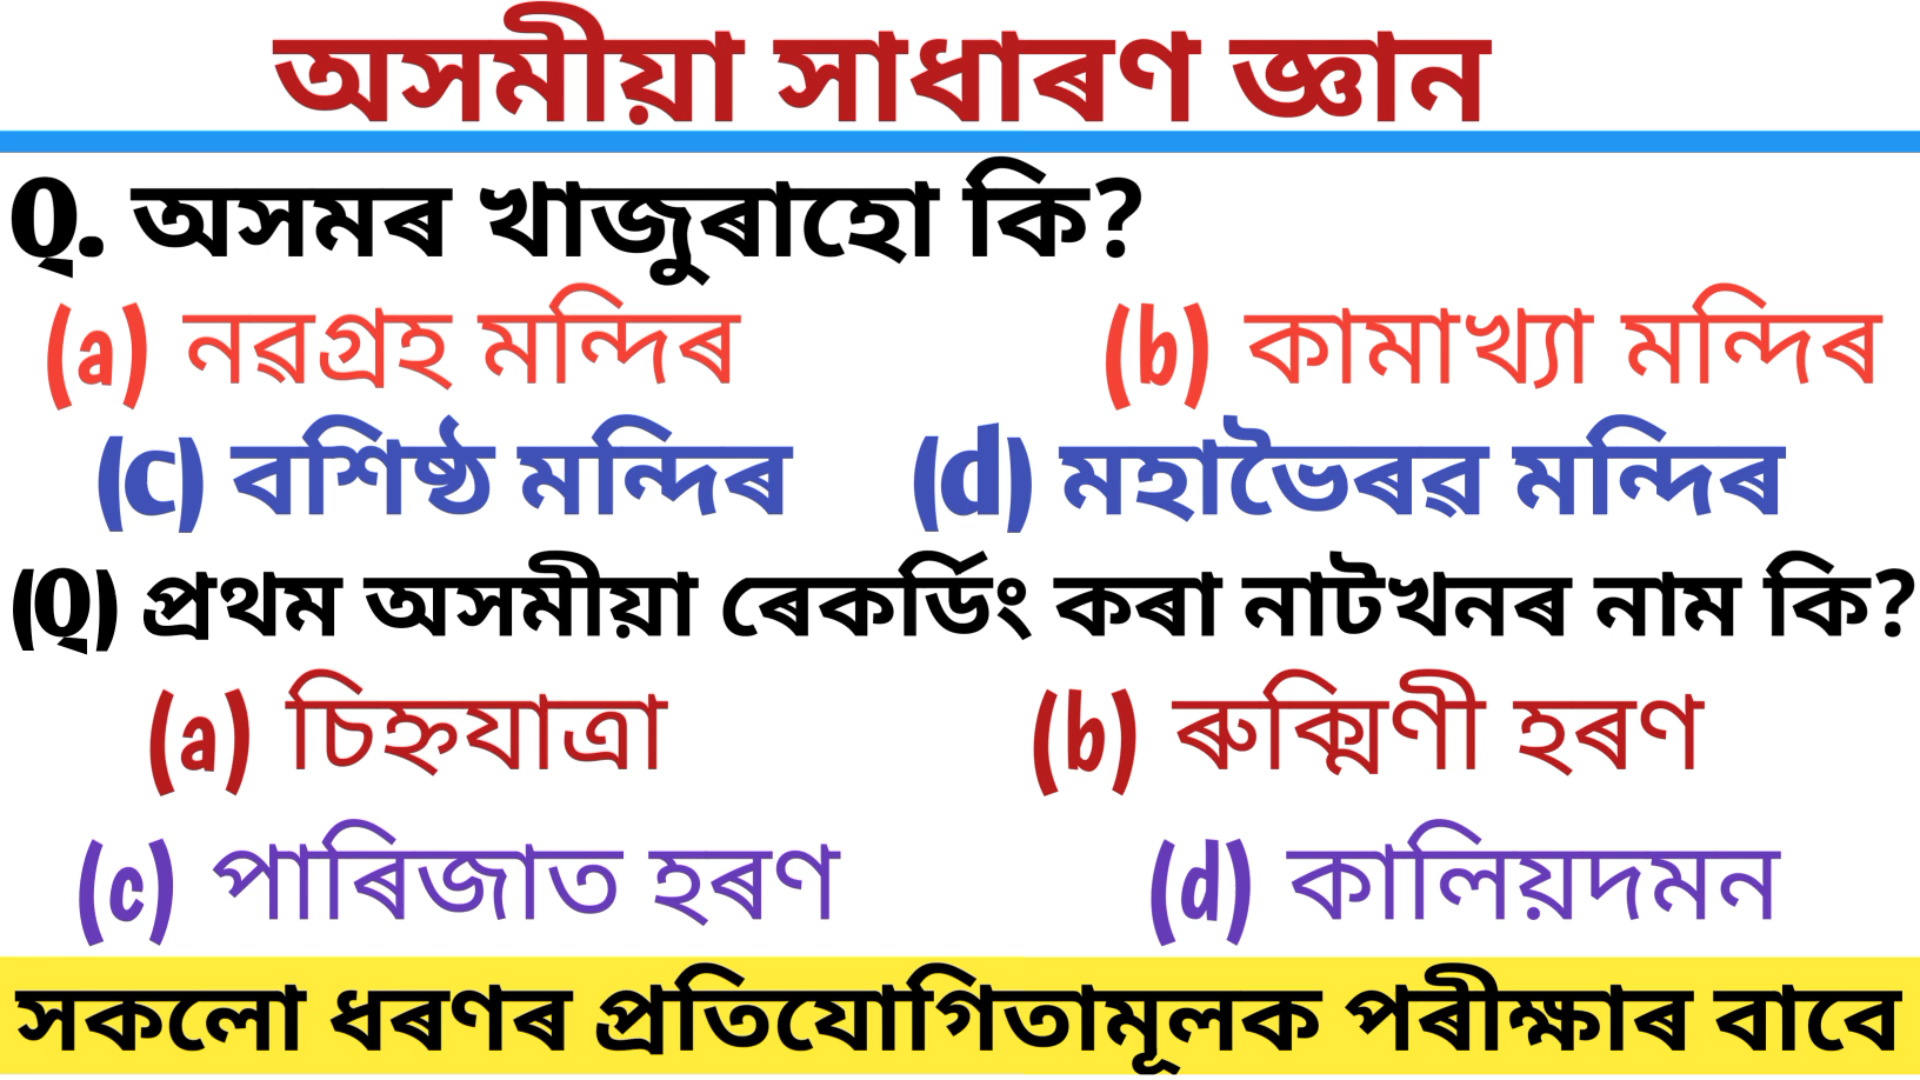 অসমীয়া সাধাৰণ জ্ঞান
Q. অসমৰ খাজুৰাহো কি?
(a) নৱগ্ৰহ মন্দিৰ (b) কামাখ্যা মন্দিৰ
(c) বশিষ্ঠ মন্দিৰ (d) মহাভৈৰৱ মন্দিৰ
(Q) প্ৰথম অসমীয়া ৰেকৰ্ডিং কৰা নাটখনৰ নাম কি?
(a) চিহ্নযাত্ৰা (b) ৰুক্মিণী হৰণ
(c) পাৰিজাত হৰণ (d) কালিয়দমন
সকলো ধৰণৰ প্ৰতিযোগিতামূলক পৰীক্ষাৰ বাবে